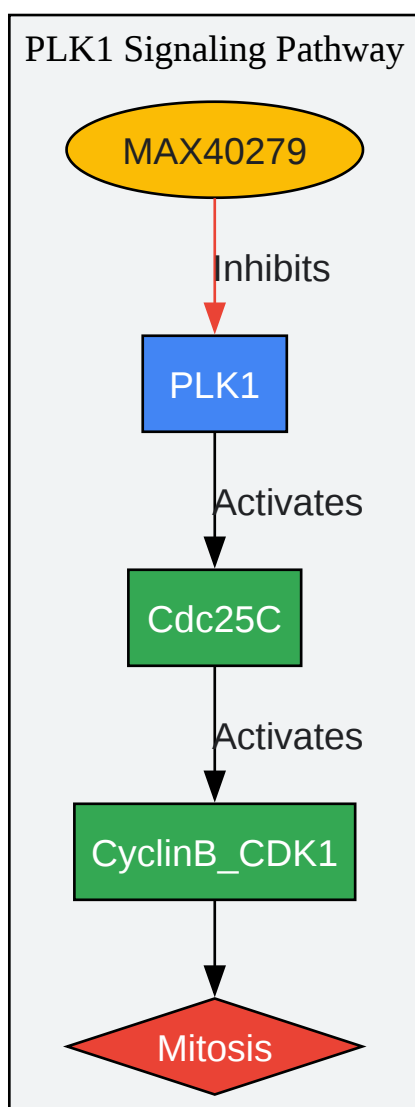 PLK1 Signaling Pathway
MAX40279
Inhibits
PLK1
Activates
Cdc25C
Activates
CyclinB_CDK1
Mitosis